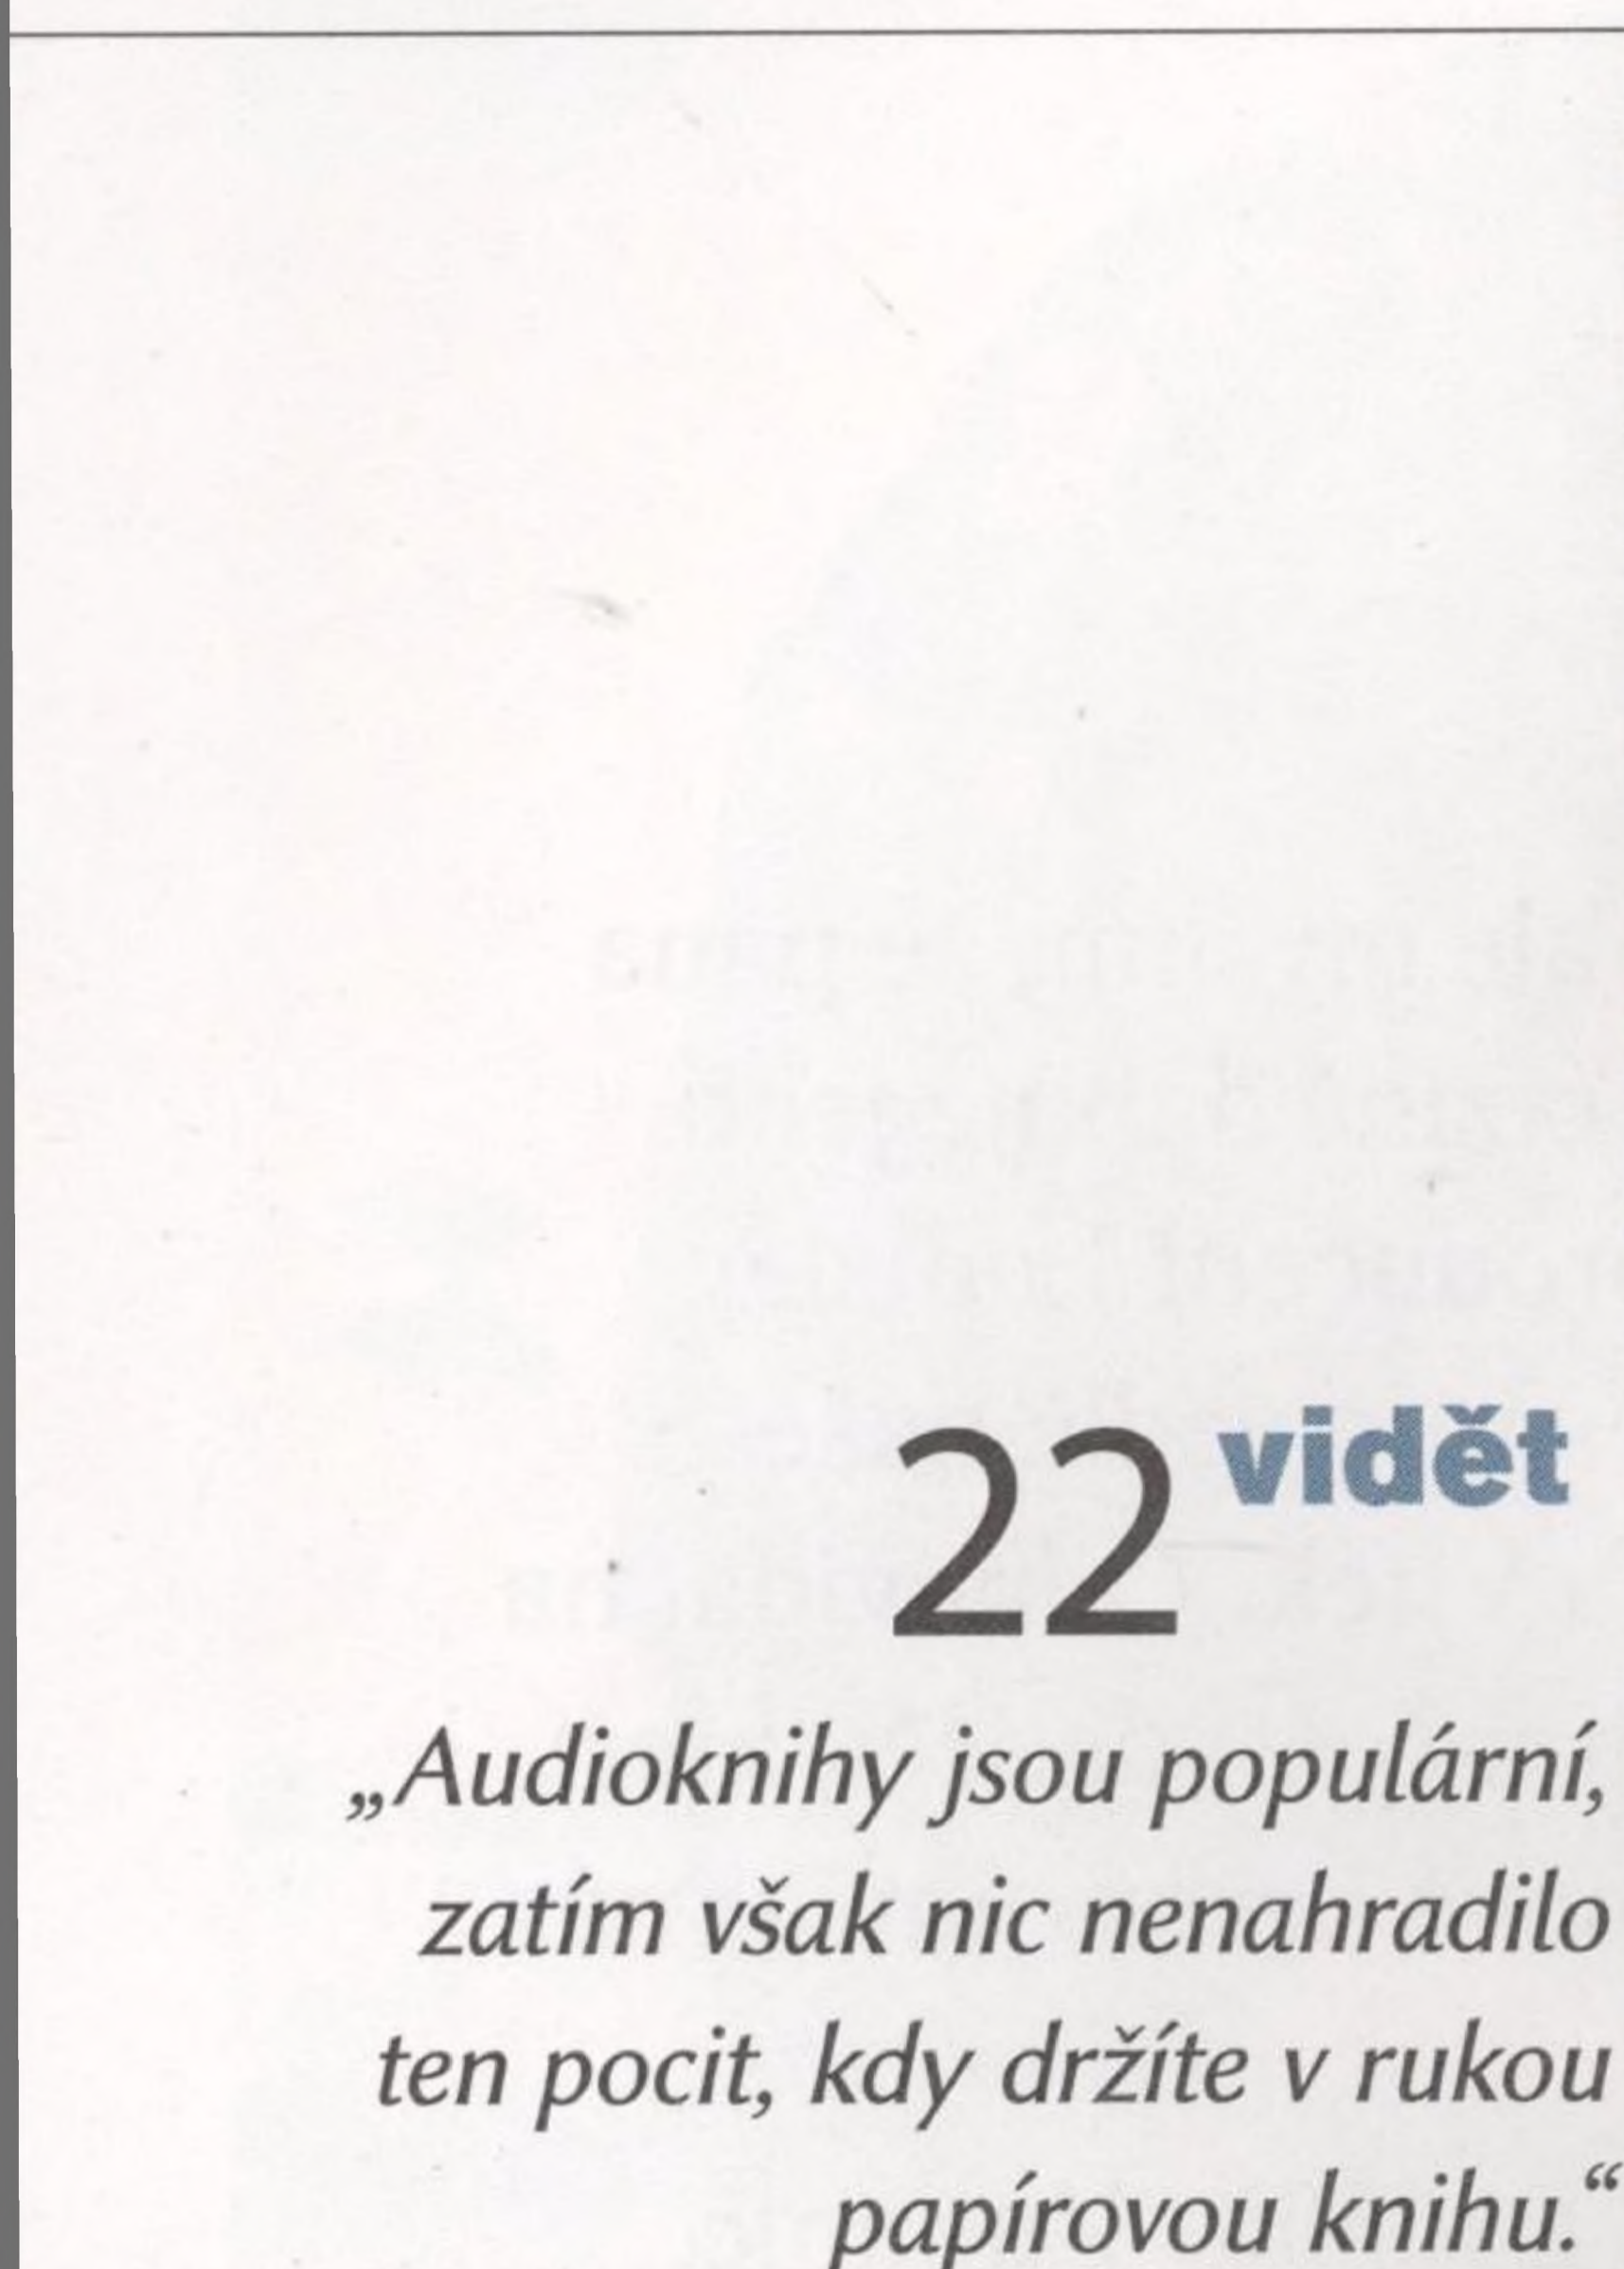 22 vidět
„Audioknihy jsou populární,
zatím však nic nenahradilo
ten pocit, kdy držíte v rukou
papírovou knihu.“